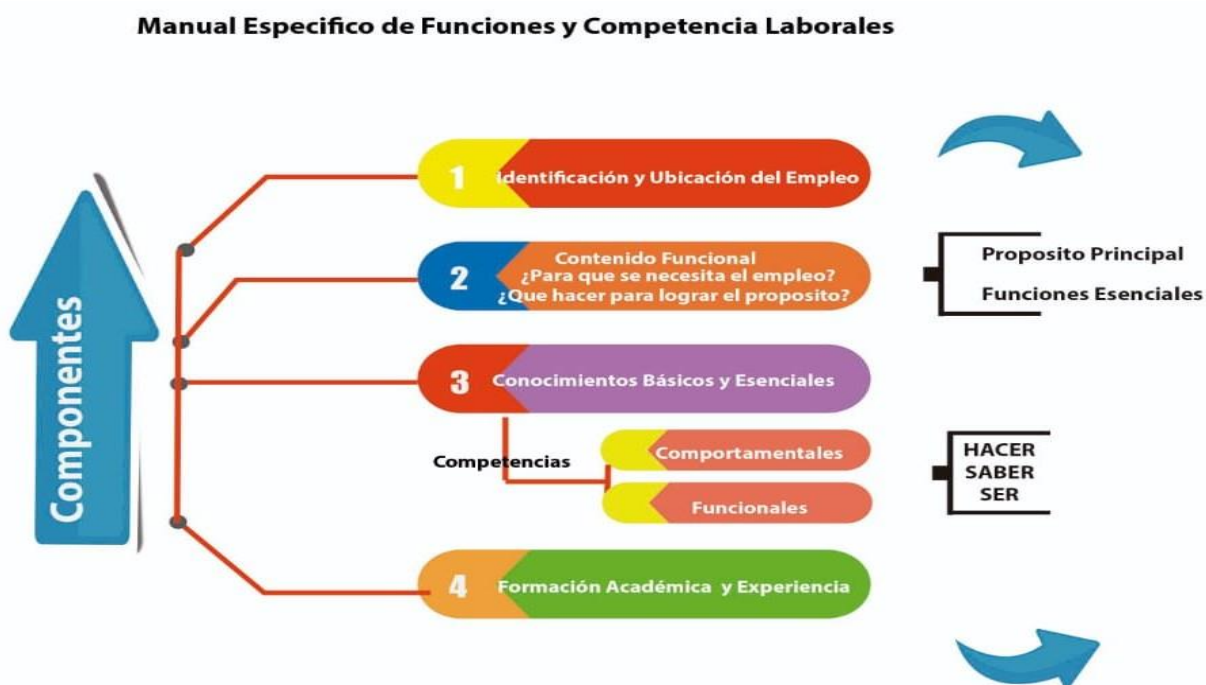 Manual Especifico de Funciones y Competencia Laborales
Componentes
1
Identificación y Ubicación del Empleo
2
Contenido Funcional
¿Para que se necesita el empleo?
¿Que hacer para lograr el proposito?
Proposito Principal
Funciones Esenciales
3
Conocimientos Básicos y Esenciales
Competencias
Comportamentales
Funcionales
HACER
SABER
SER
4
Formación Académica y Experiencia